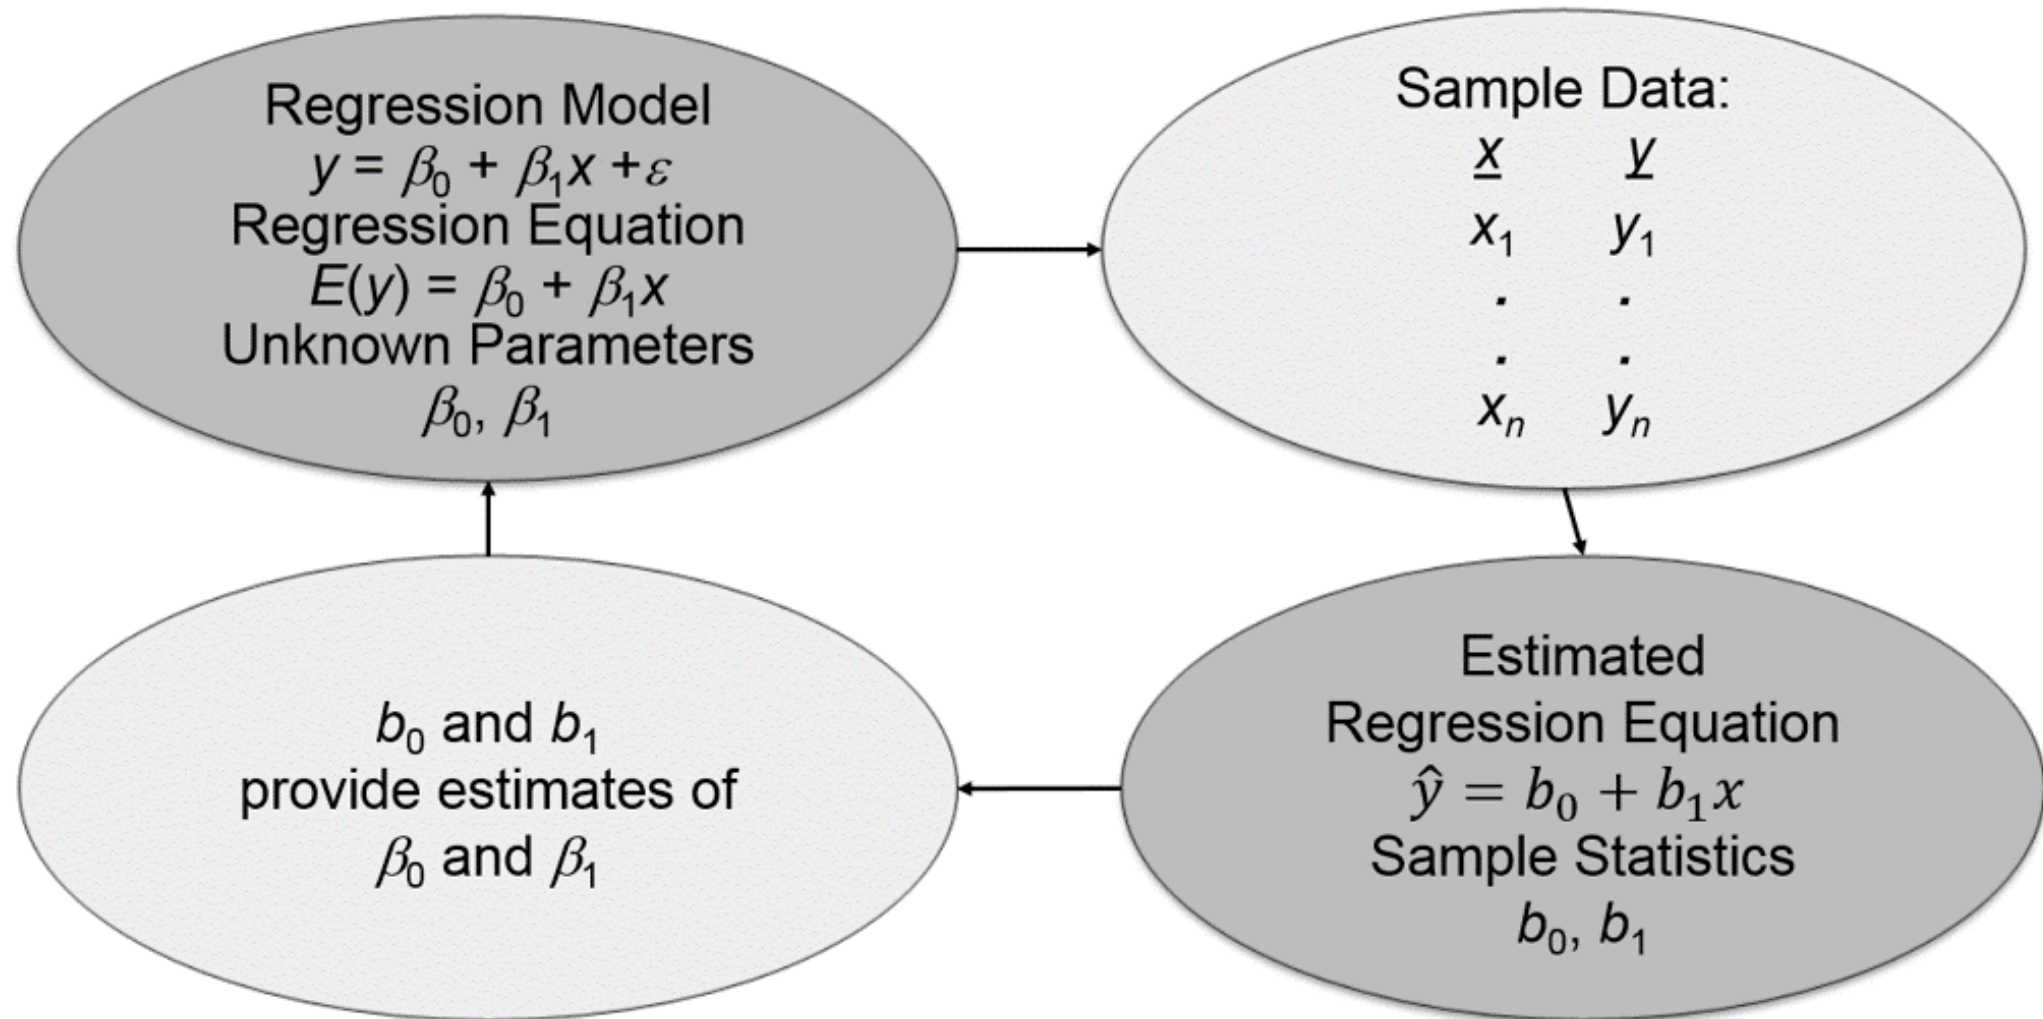 Regression Model
y = β₀ + β₁x +ε
Regression Equation
E(y) = β₀ + β₁x
Unknown Parameters
β₀, β₁
Sample Data:
x y
x₁ y₁
. .
. .
xₙ yₙ
b₀ and b₁
provide estimates of
β₀ and β₁
Estimated
Regression Equation
ŷ = b₀ + b₁x
Sample Statistics
b₀, b₁